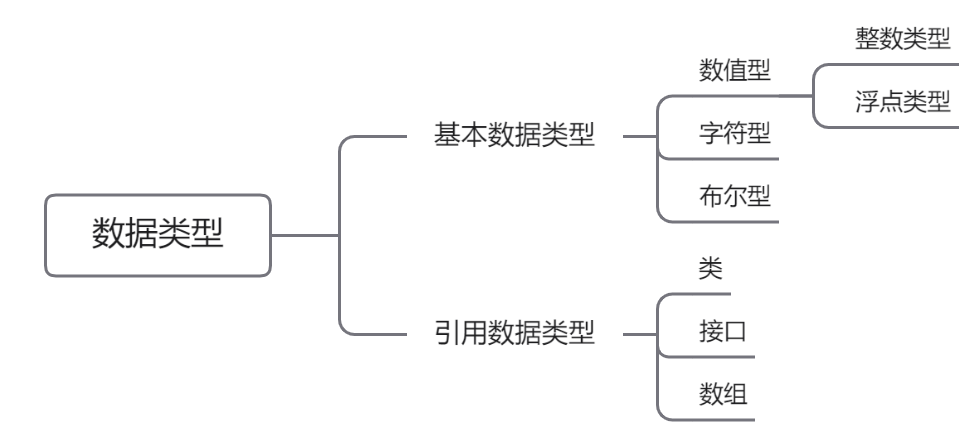 数据类型
基本数据类型
数值型
整数类型
浮点类型
字符型
布尔型
引用数据类型
类
接口
数组